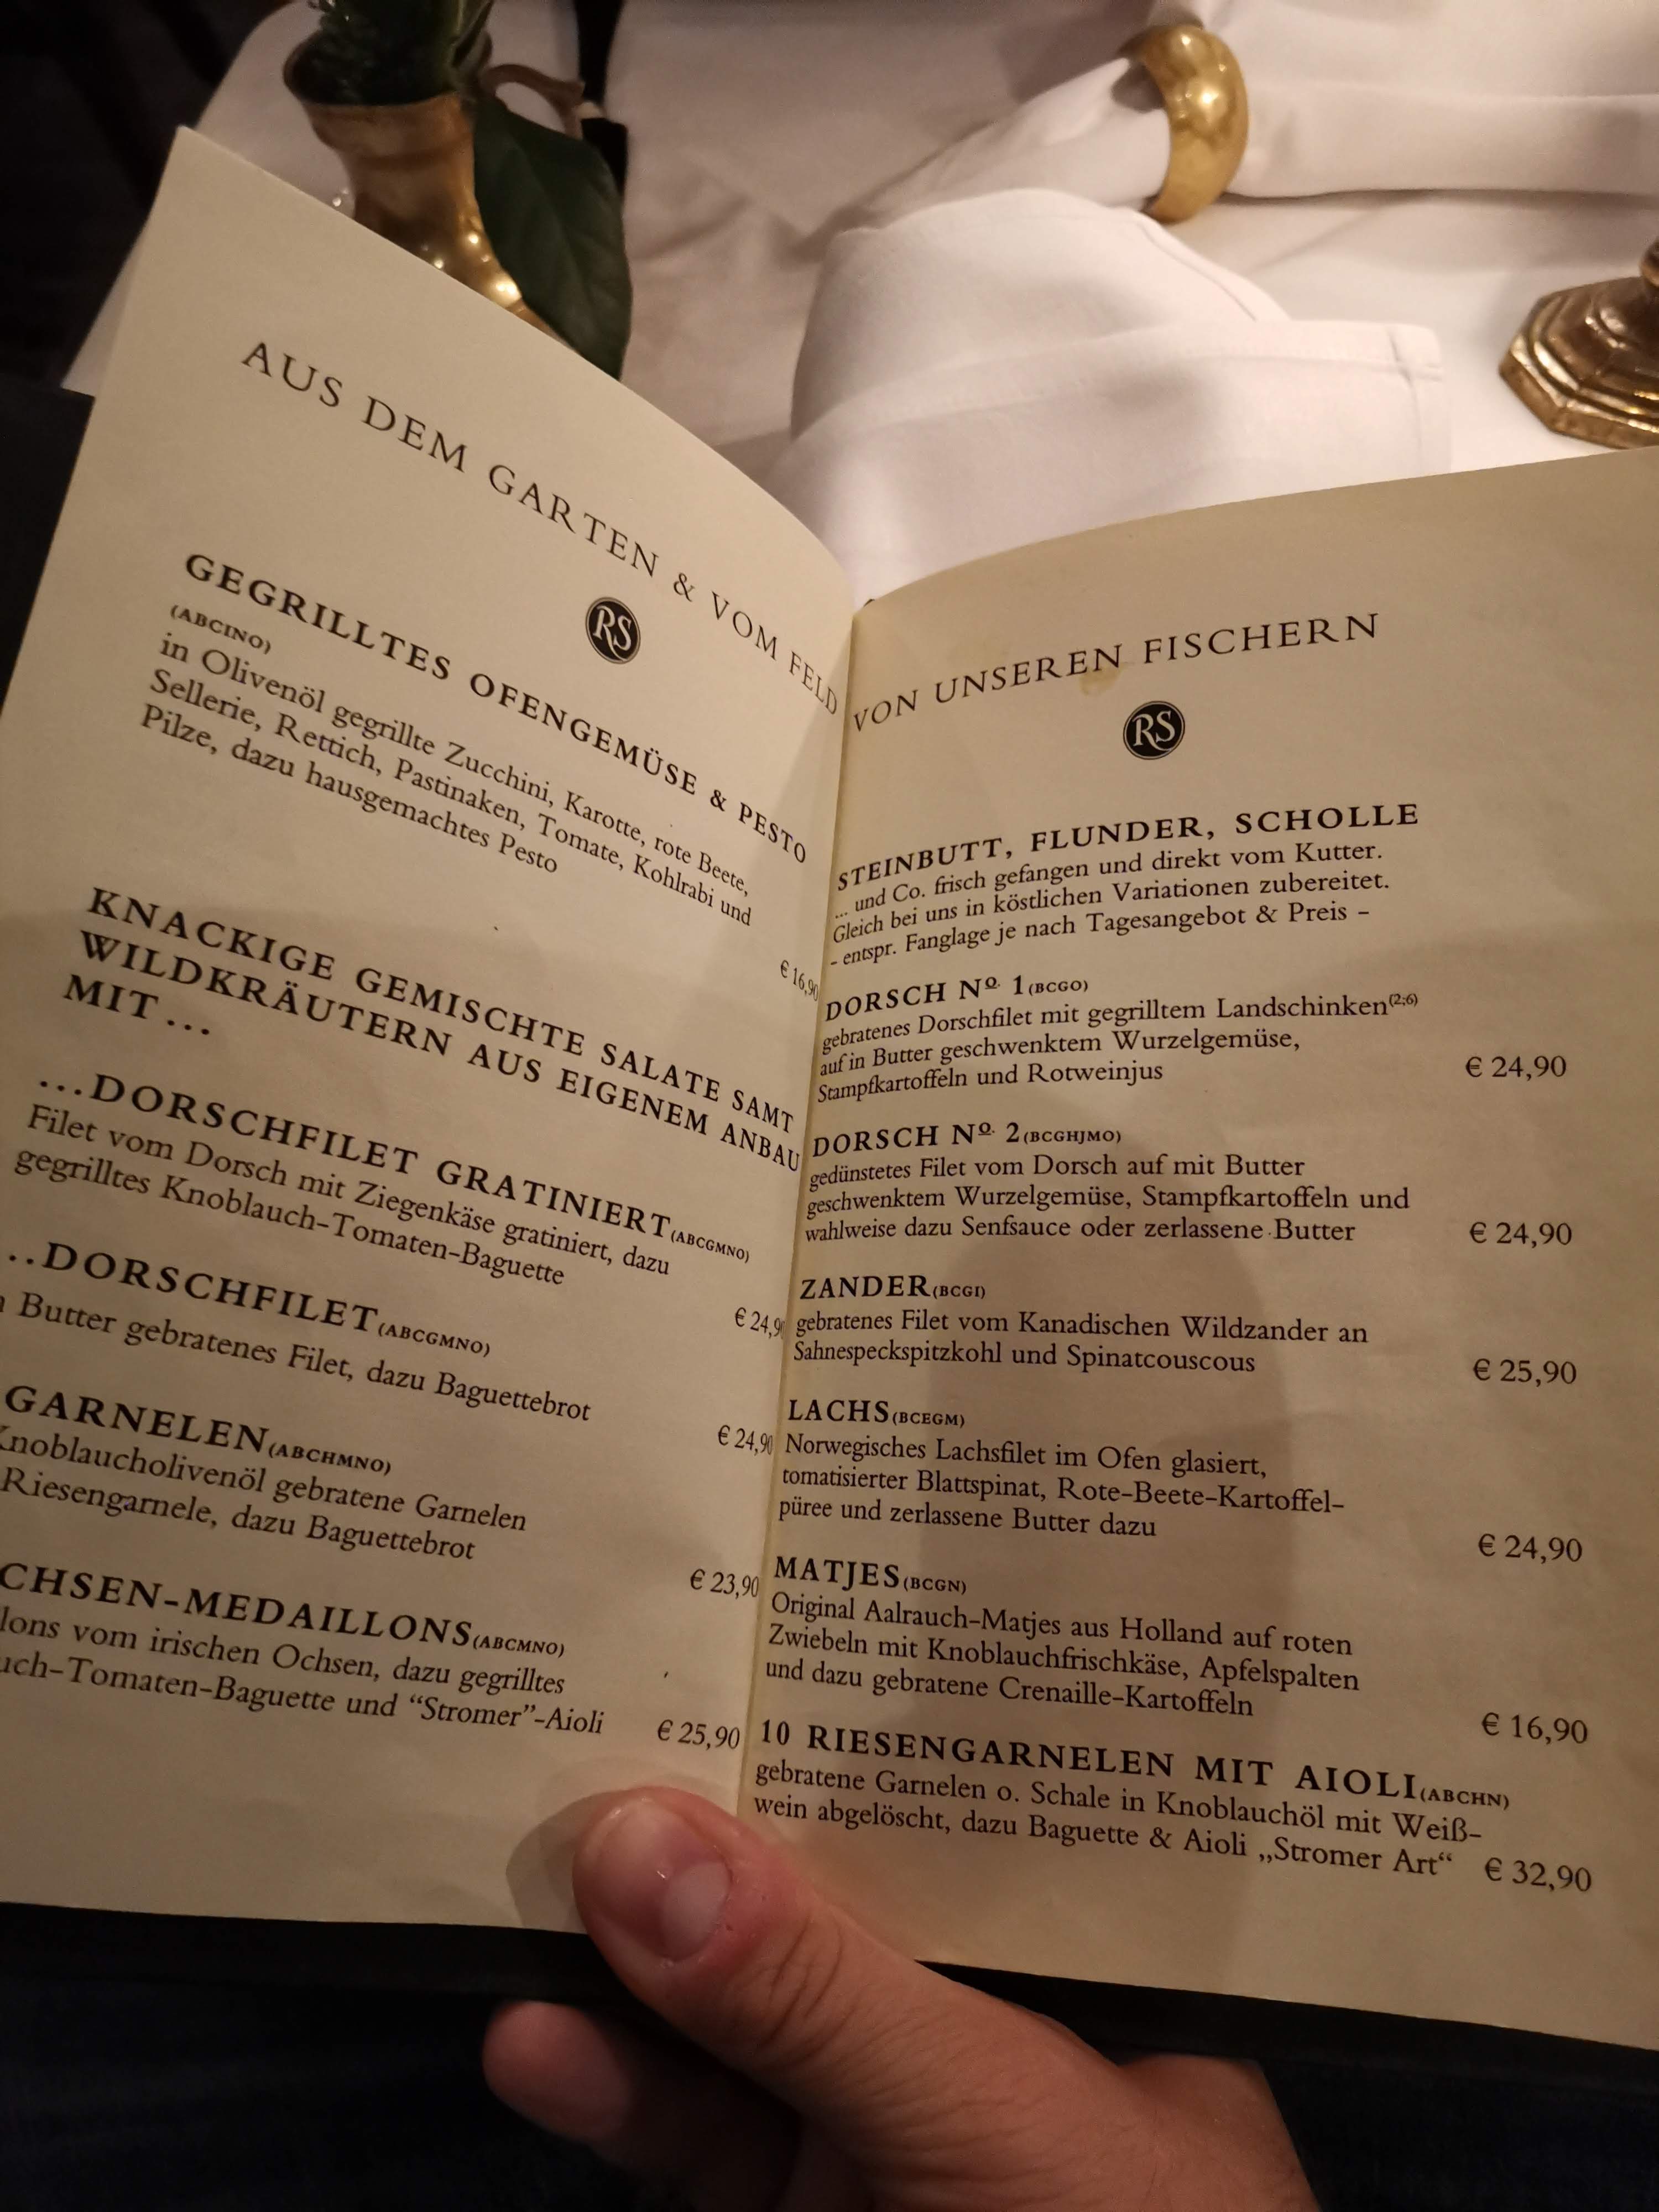 AUS DEM GARTEN & VOM FELD
RS
GEGRILLTES OFENGEMÜSE & PESTO
(ABCINO)
in Olivenöl gegrillte Zucchini, Karotte, rote Beete,
Sellerie, Rettich, Pastinaken, Tomate, Kohlrabi und
Pilze, dazu hausgemachtes Pesto
€ 16,90
KNACKIGE GEMISCHTE SALATE SAMT
WILDKRÄUTERN AUS EIGENEM ANBAU
MIT ...
...DORSCHFILET GRATINIERT(ABCGMNO)
Filet vom Dorsch mit Ziegenkäse gratiniert, dazu
gegrilltes Knoblauch-Tomaten-Baguette
€ 24,90
..DORSCHFILET(ABCGMNO)
Butter gebratenes Filet, dazu Baguettebrot
€ 24,90
GARNELEN(ABCHMNO)
Knoblaucholivenöl gebratene Garnelen
Riesengarnele, dazu Baguettebrot
€ 23,90
CHSEN-MEDAILLONS(ABCMNO)
lons vom irischen Ochsen, dazu gegrilltes
uch-Tomaten-Baguette und “Stromer”-Aioli
€ 25,90
VON UNSEREN FISCHERN
RS
STEINBUTT, FLUNDER, SCHOLLE
... und Co. frisch gefangen und direkt vom Kutter.
Gleich bei uns in köstlichen Variationen zubereitet.
- entspr. Fanglage je nach Tagesangebot & Preis -
DORSCH Nº. 1(BCGO)
gebratenes Dorschfilet mit gegrilltem Landschinken(2;6)
auf in Butter geschwenktem Wurzelgemüse,
Stampfkartoffeln und Rotweinjus € 24,90
DORSCH Nº. 2(BCGHJMO)
gedünstetes Filet vom Dorsch auf mit Butter
geschwenktem Wurzelgemüse, Stampfkartoffeln und
wahlweise dazu Senfsauce oder zerlassene Butter € 24,90
ZANDER(BCGI)
gebratenes Filet vom Kanadischen Wildzander an
Sahnespeckspitzkohl und Spinatcouscous € 25,90
LACHS(BCEGM)
Norwegisches Lachsfilet im Ofen glasiert,
tomatisierter Blattspinat, Rote-Beete-Kartoffel-
püree und zerlassene Butter dazu € 24,90
MATJES(BCGN)
Original Aalrauch-Matjes aus Holland auf roten
Zwiebeln mit Knoblauchfrischkäse, Apfelspalten
und dazu gebratene Crenaille-Kartoffeln € 16,90
10 RIESENGARNELEN MIT AIOLI(ABCHN)
gebratene Garnelen o. Schale in Knoblauchöl mit Weiß-
wein abgelöscht, dazu Baguette & Aioli „Stromer Art“ € 32,90